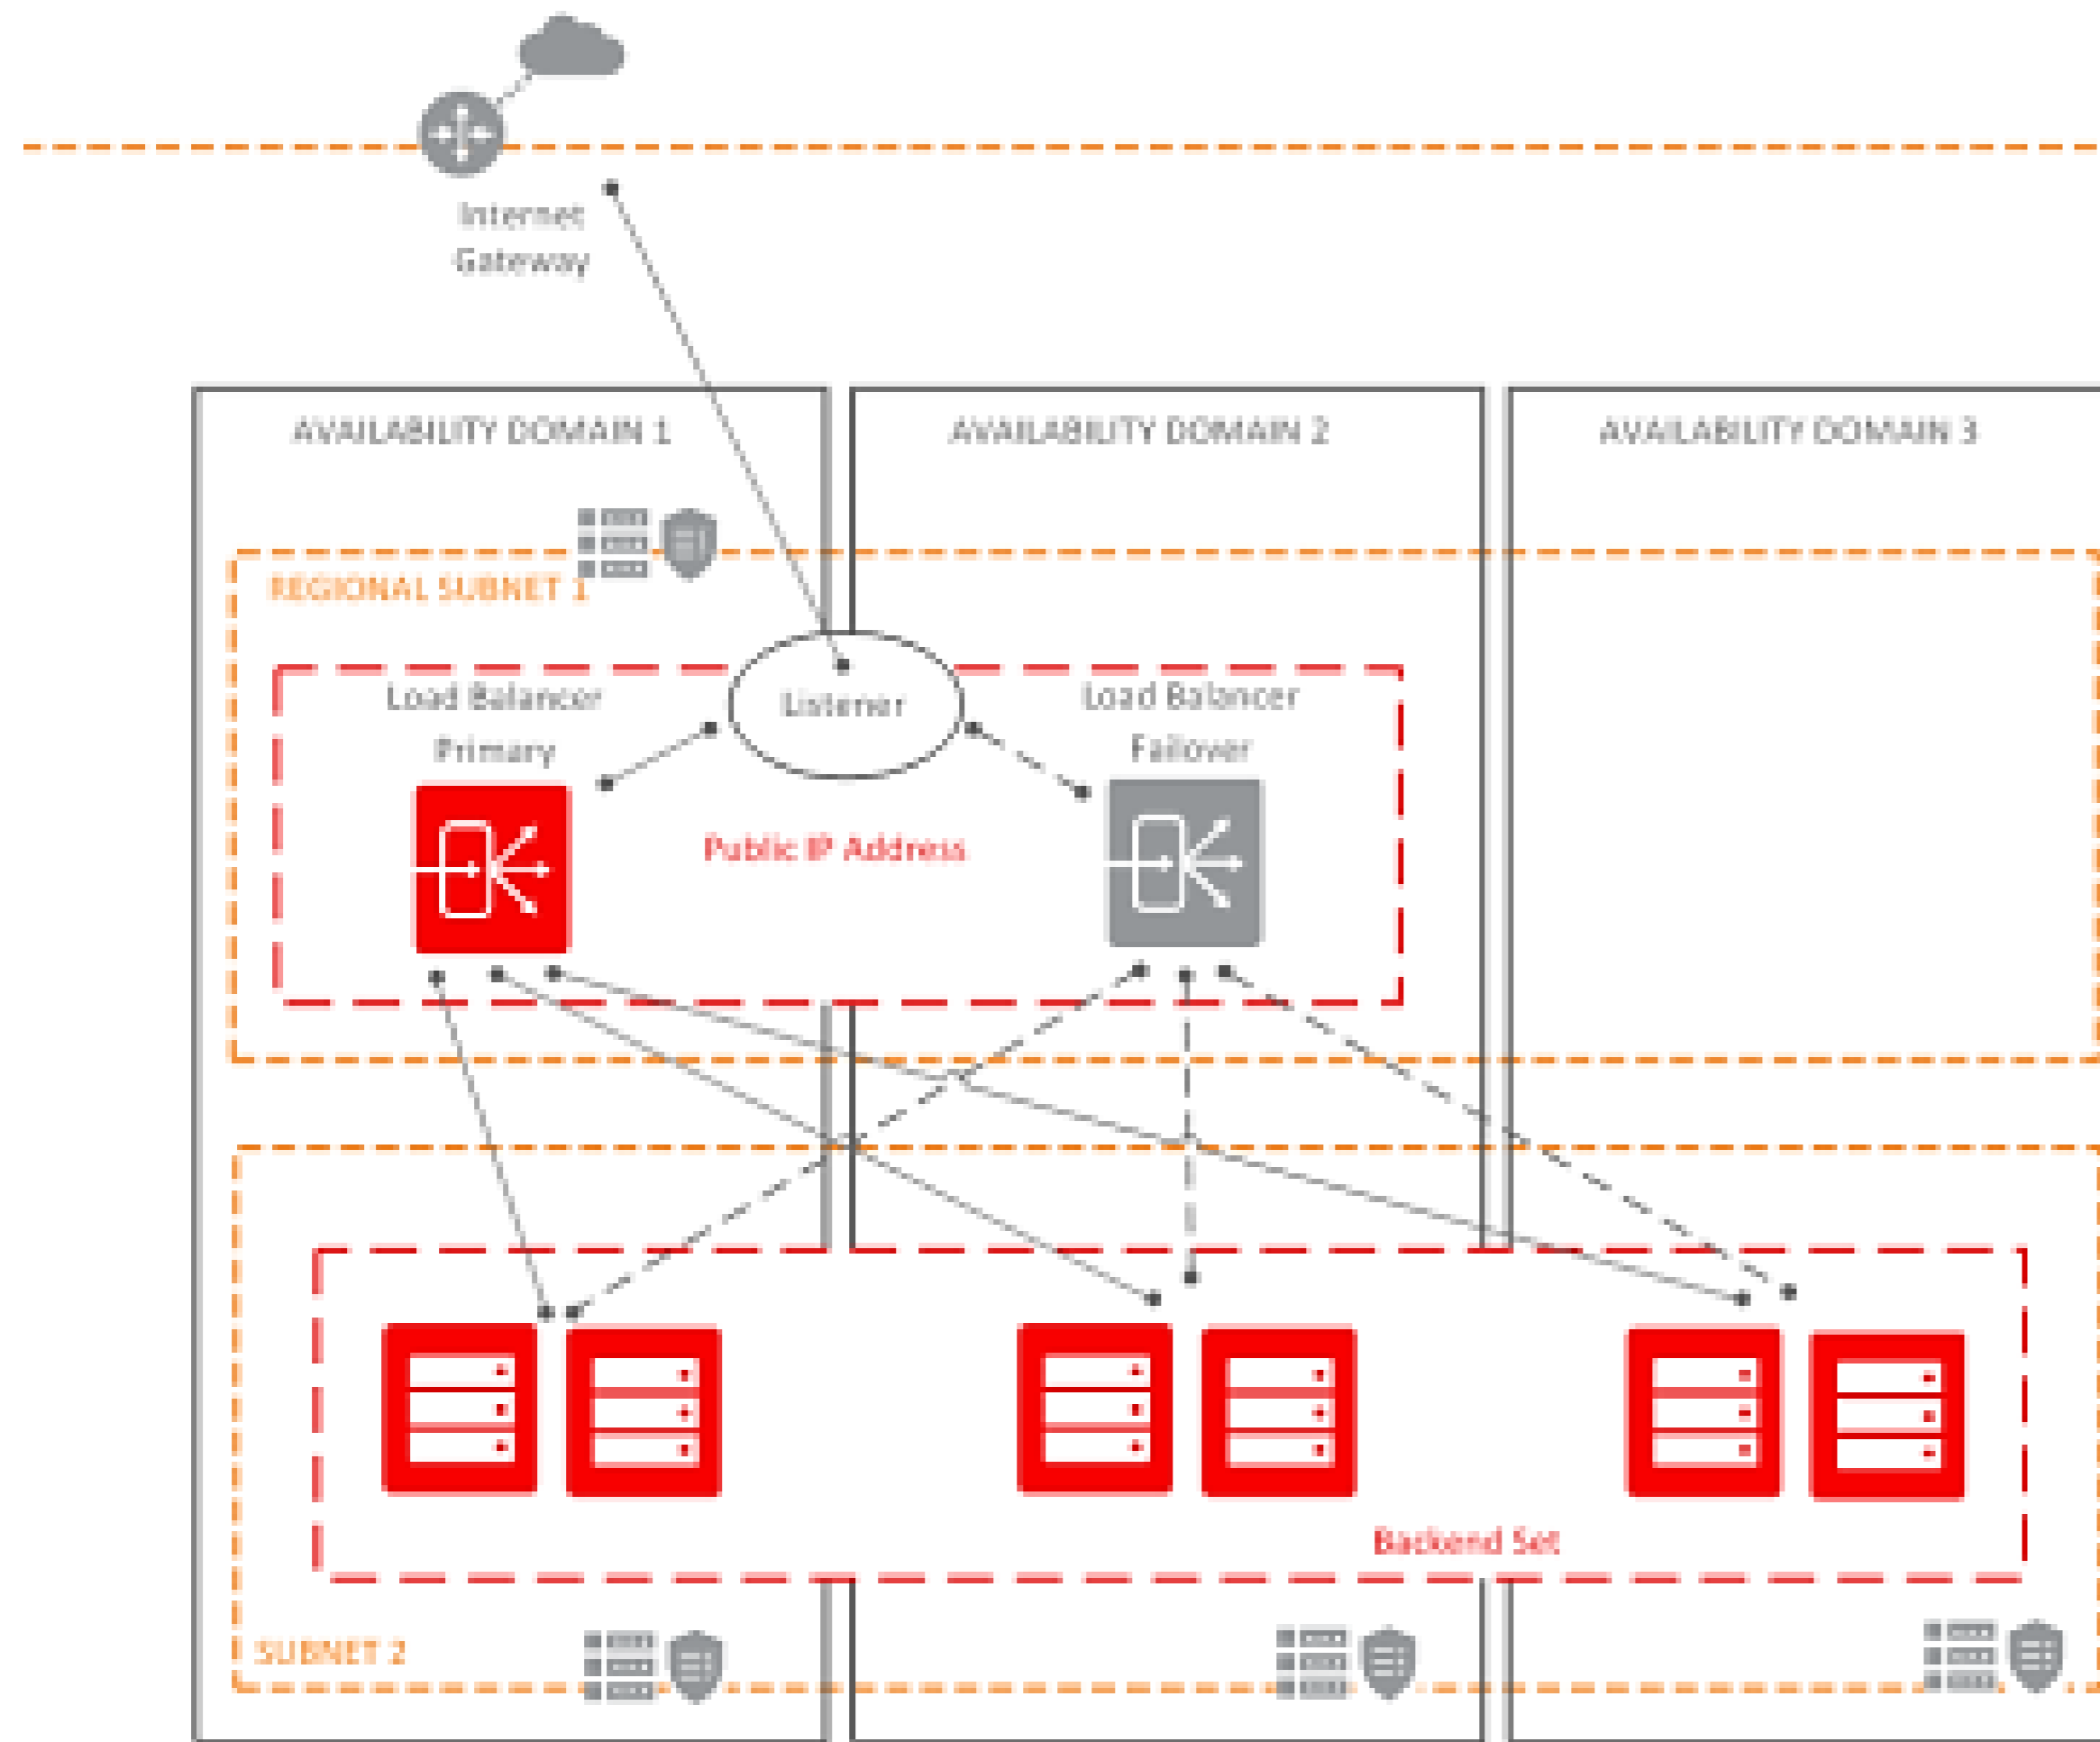 Internet
Gateway
AVAILABILITY DOMAIN 1
AVAILABILITY DOMAIN 2
AVAILABILITY DOMAIN 3
REGIONAL SUBNET 1
Load Balancer
Primary
Listener
Load Balancer
Failover
Public IP Address
Backend Set
SUBNET 2